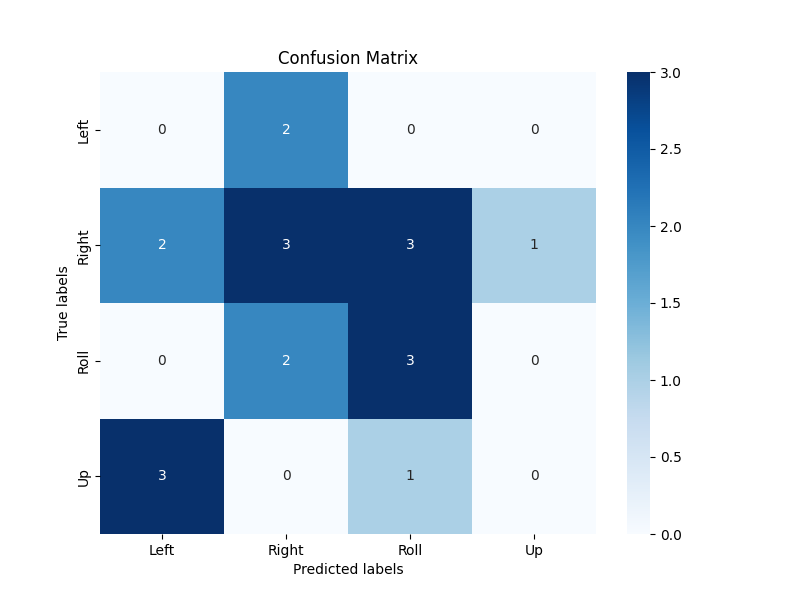 Confusion Matrix
True labels
Left
0 2 0 0
Right
2 3 3 1
Roll
0 2 3 0
Up
3 0 1 0
Left Right Roll Up
Predicted labels
3.0
2.5
2.0
1.5
1.0
0.5
0.0